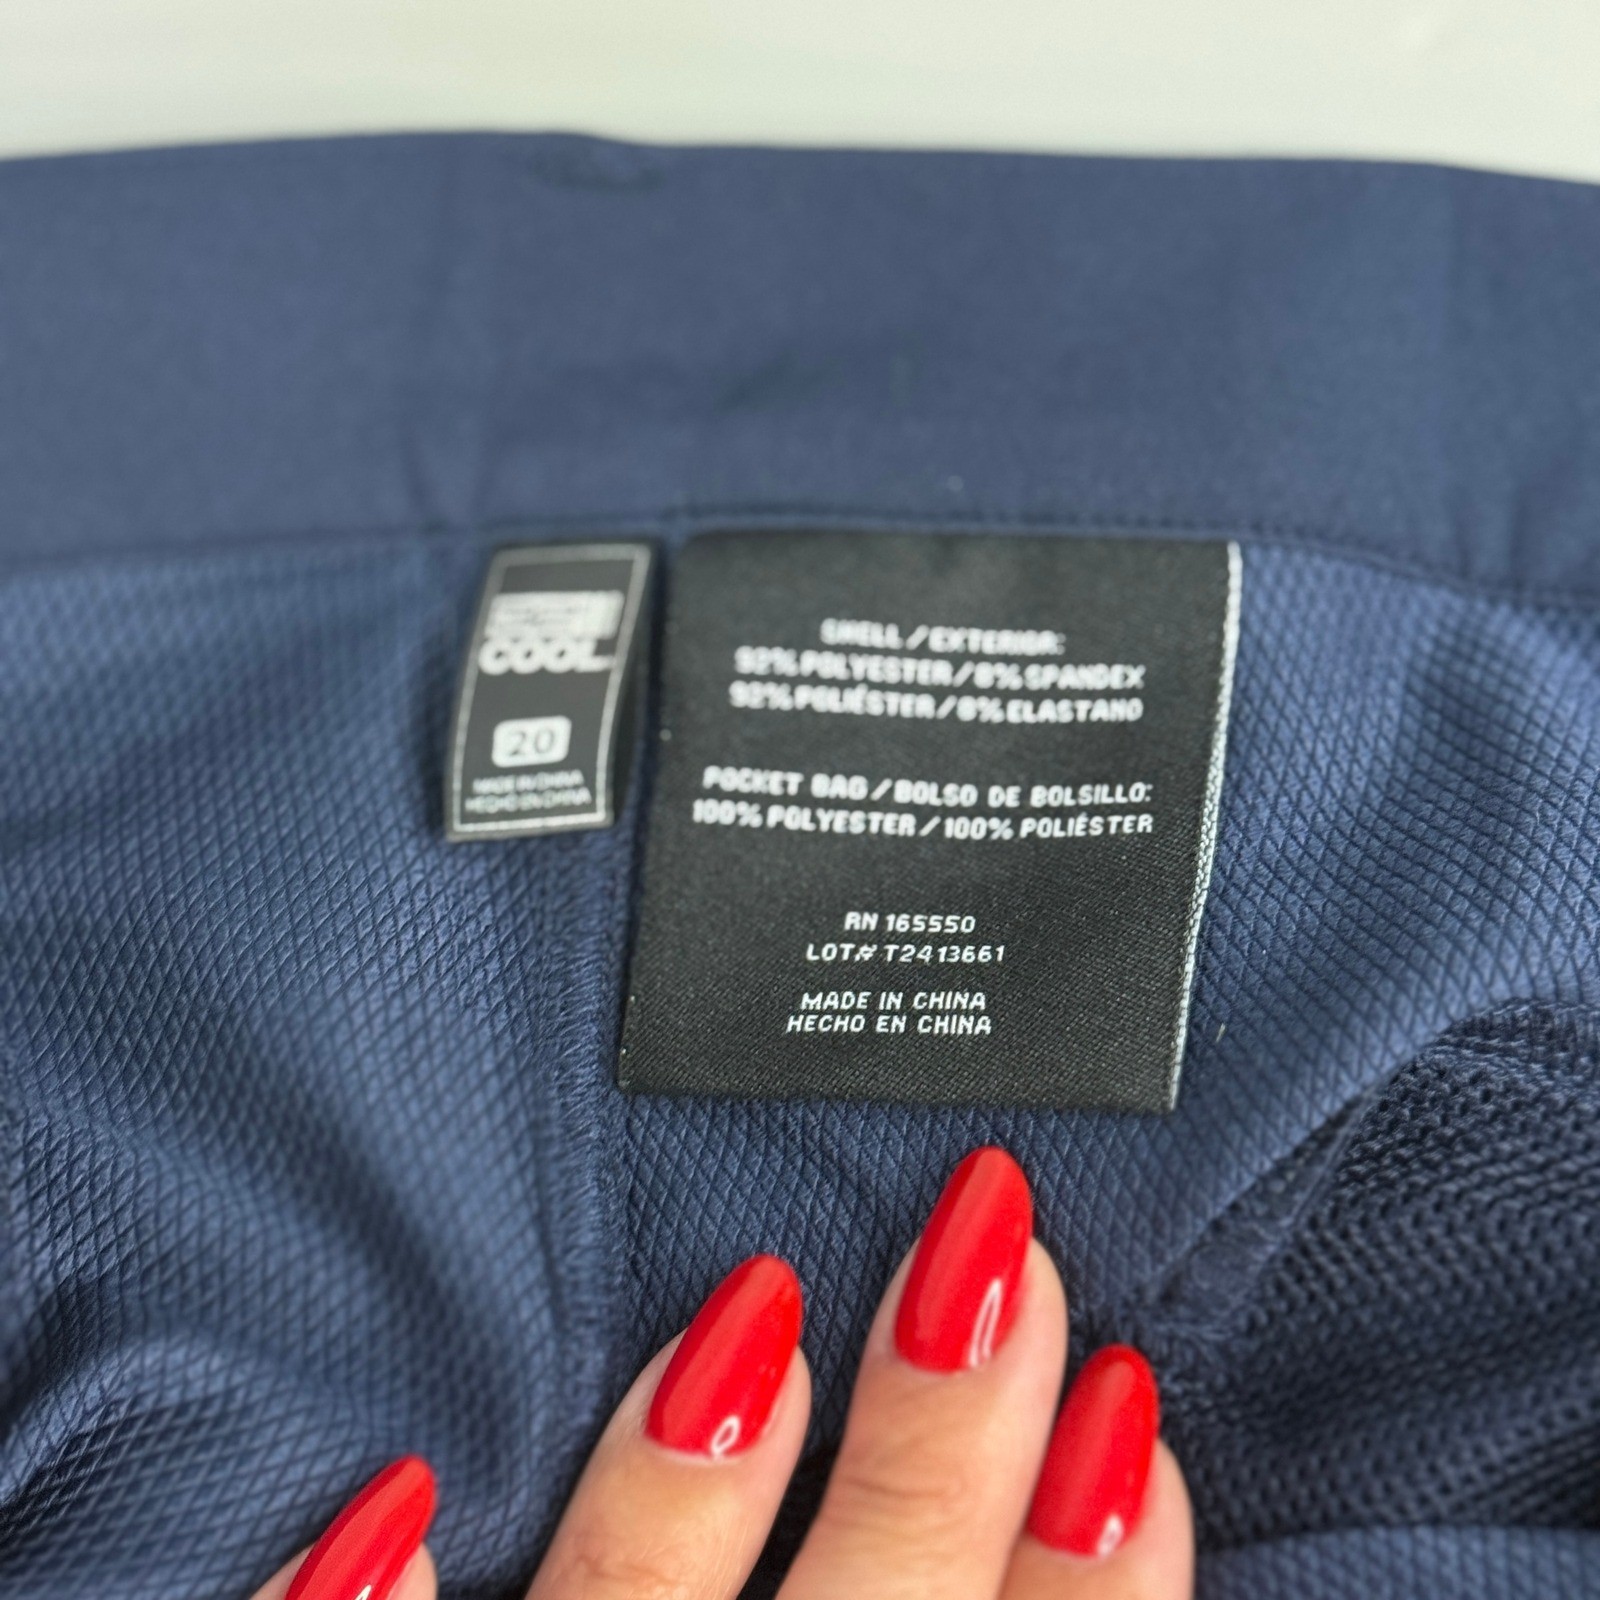 COOL
20
MADE IN CHINA
HECHO EN CHINA
SHELL / EXTERIOR:
92% POLYESTER / 8% SPANDEX
92% POLIÉSTER / 8% ELASTANO
POCKET BAG / BOLSO DE BOLSILLO:
100% POLYESTER / 100% POLIÉSTER
RN 165550
LOT# T2413661
MADE IN CHINA
HECHO EN CHINA